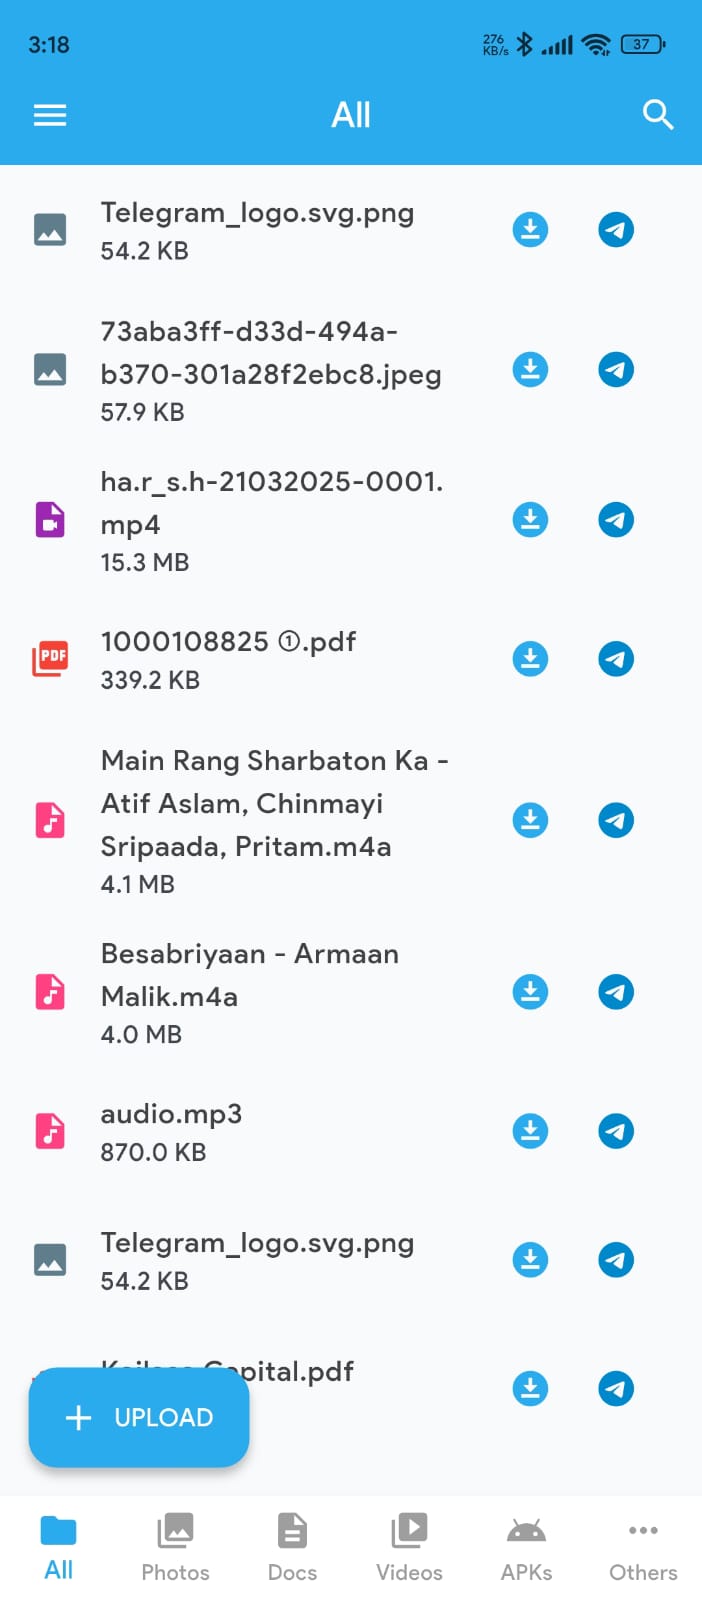 3:18
276
KB/s
37
All
Telegram_logo.svg.png
54.2 KB
73aba3ff-d33d-494a-
b370-301a28f2ebc8.jpeg
57.9 KB
ha.r_s.h-21032025-0001.
mp4
15.3 MB
PDF
1000108825 ①.pdf
339.2 KB
Main Rang Sharbaton Ka -
Atif Aslam, Chinmayi
Sripaada, Pritam.m4a
4.1 MB
Besabriyaan - Armaan
Malik.m4a
4.0 MB
audio.mp3
870.0 KB
Telegram_logo.svg.png
54.2 KB
Capital.pdf
UPLOAD
All
Photos
Docs
Videos
APKs
Others